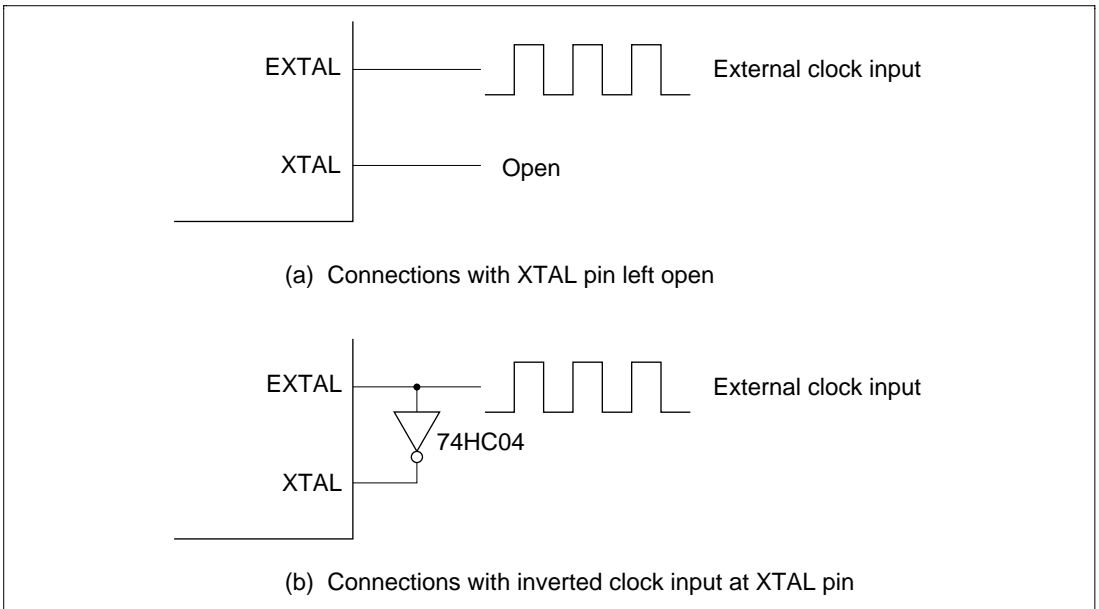 EXTAL
External clock input
XTAL
Open
(a) Connections with XTAL pin left open
EXTAL
External clock input
74HC04
XTAL
(b) Connections with inverted clock input at XTAL pin